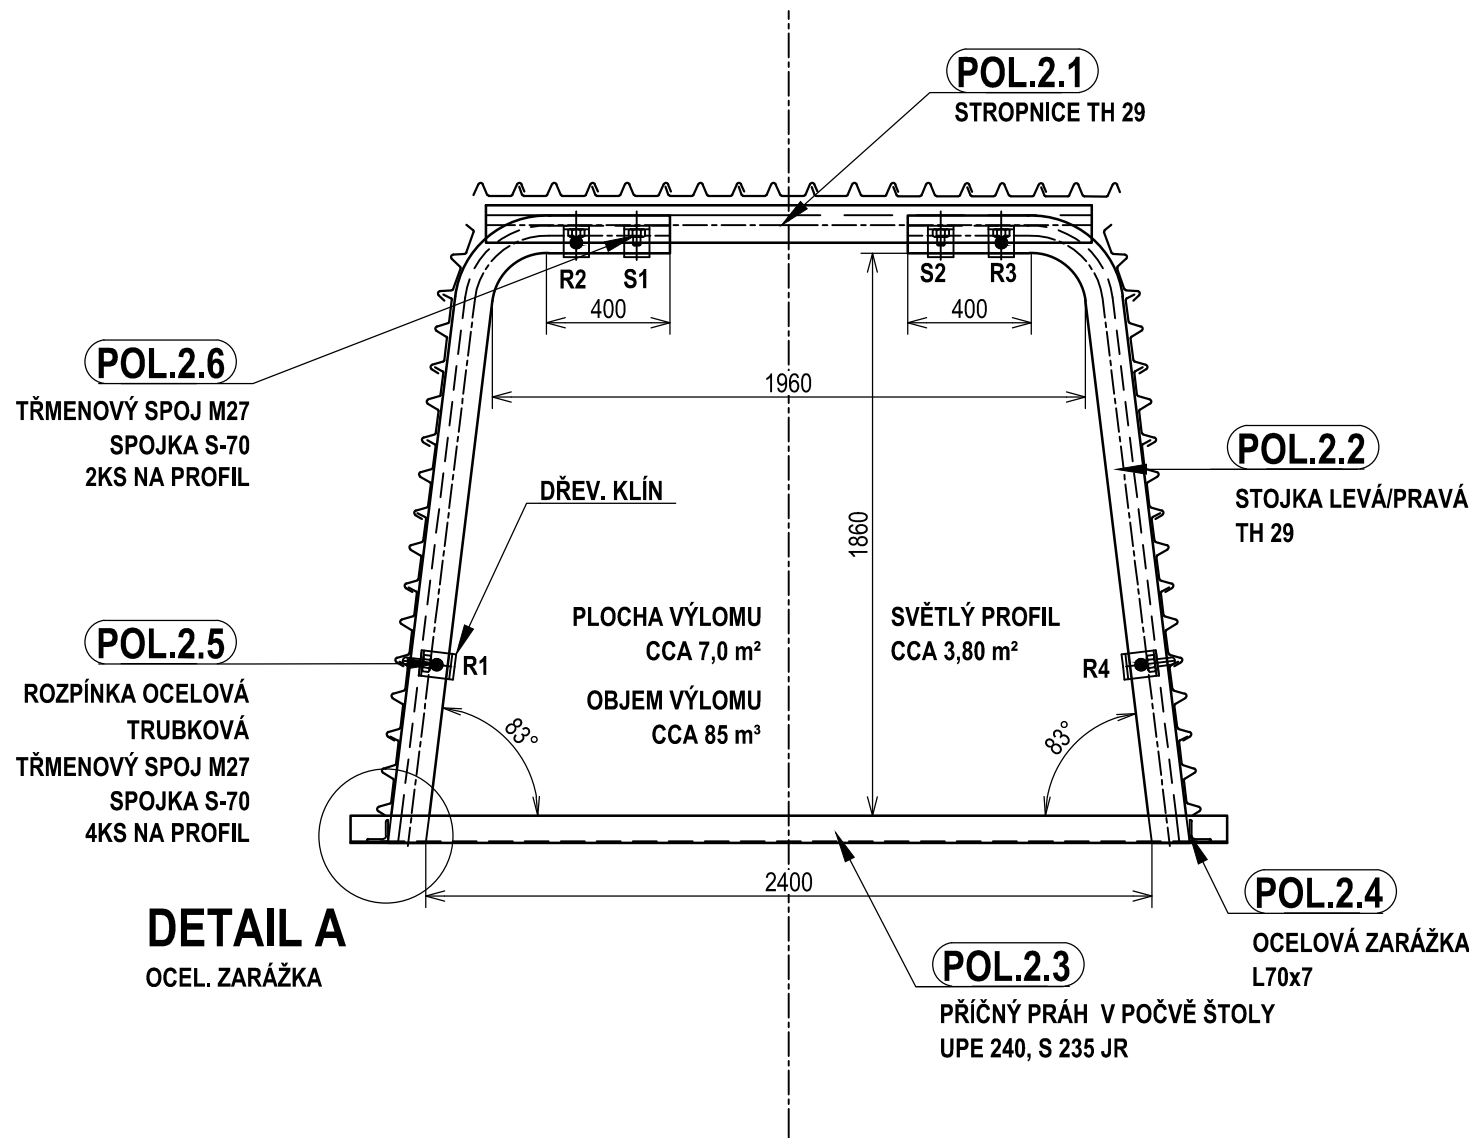 POL.2.1
STROPNICE TH 29
R2
S1
S2
R3
400
400
POL.2.6
TŘMENOVÝ SPOJ M27
SPOJKA S-70
2KS NA PROFIL
1960
POL.2.2
STOJKA LEVÁ/PRAVÁ
TH 29
DŘEV. KLÍN
1860
PLOCHA VÝLOMU
CCA 7,0 m²
OBJEM VÝLOMU
CCA 85 m³
SVĚTLÝ PROFIL
CCA 3,80 m²
POL.2.5
ROZPÍNKA OCELOVÁ
TRUBKOVÁ
TŘMENOVÝ SPOJ M27
SPOJKA S-70
4KS NA PROFIL
R1
R4
83°
83°
2400
DETAIL A
OCEL. ZARÁŽKA
POL.2.4
OCELOVÁ ZARÁŽKA
L70x7
POL.2.3
PŘÍČNÝ PRÁH V POČVĚ ŠTOLY
UPE 240, S 235 JR